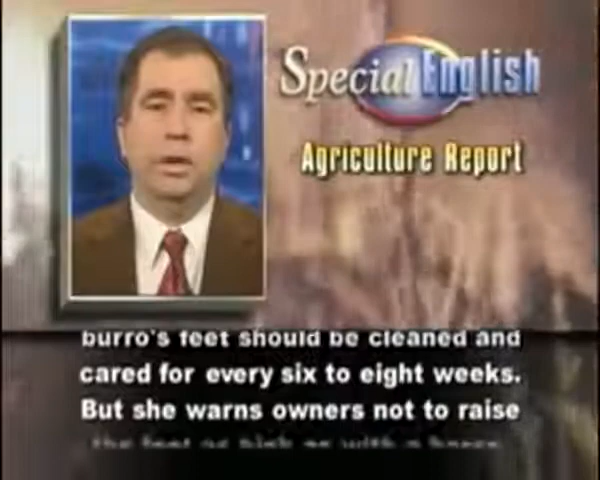 Special English
Agriculture Report
burro's feet should be cleaned and
cared for every six to eight weeks.
But she warns owners not to raise